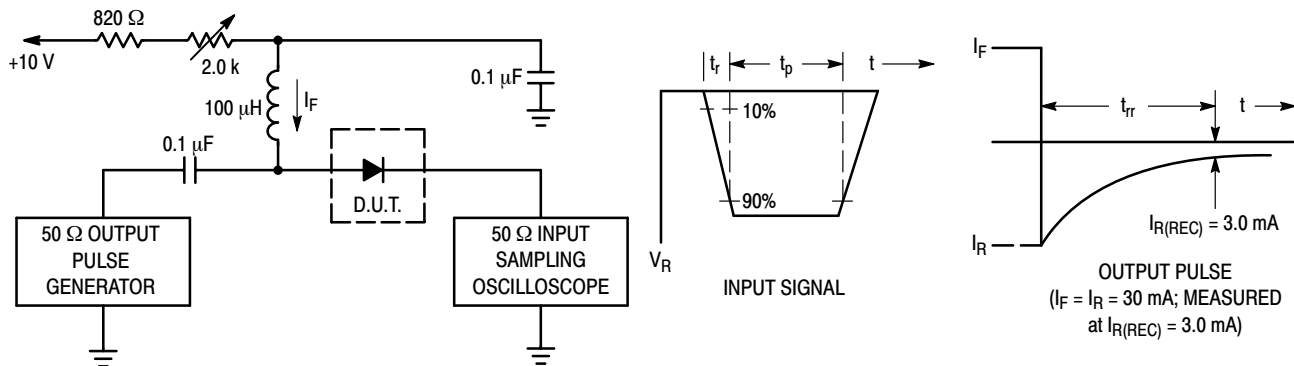 820 Ω
+10 V
2.0 k
100 μH
I_F
0.1 μF
0.1 μF
D.U.T.
50 Ω OUTPUT
PULSE
GENERATOR
50 Ω INPUT
SAMPLING
OSCILLOSCOPE
t_r
t_p
t
10%
90%
V_R
INPUT SIGNAL
I_F
t_rr
t
I_R
I_R(REC) = 3.0 mA
OUTPUT PULSE
(I_F = I_R = 30 mA; MEASURED
at I_R(REC) = 3.0 mA)